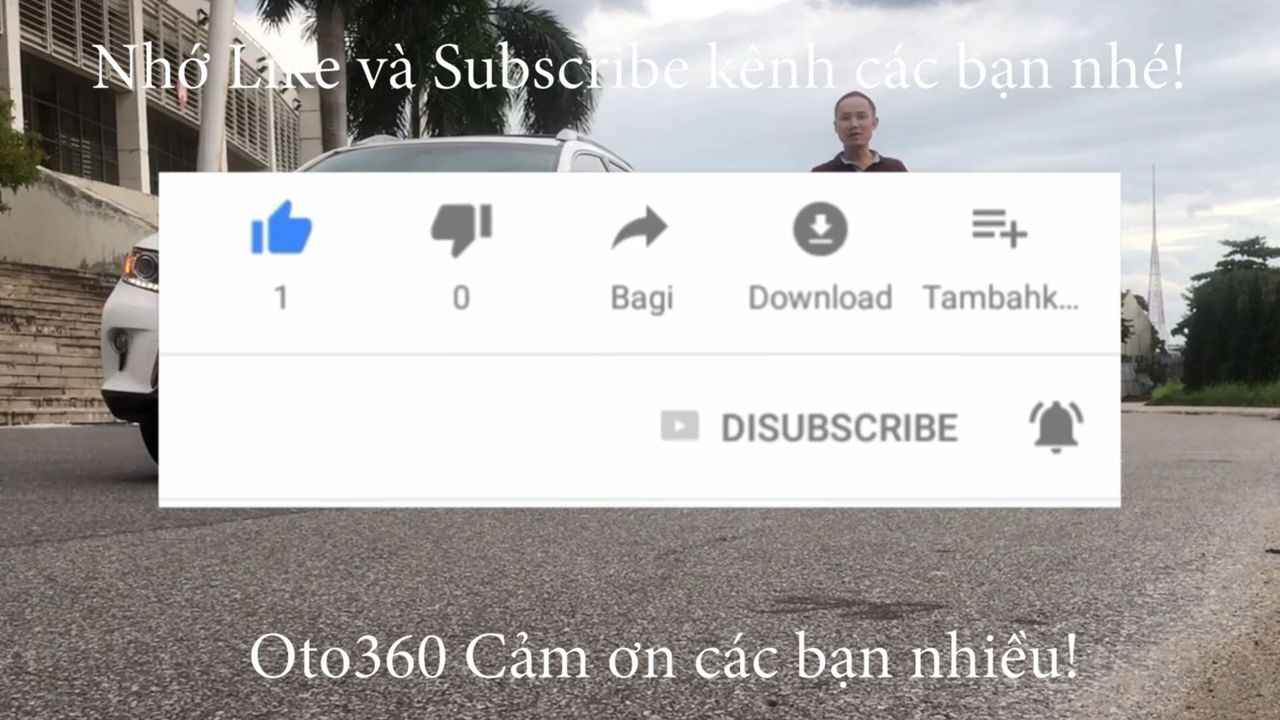 Nhớ Like và Subscribe kênh các bạn nhé!
1 0 Bagi Download Tambahk...
DISUBSCRIBE
Oto360 Cảm ơn các bạn nhiều!